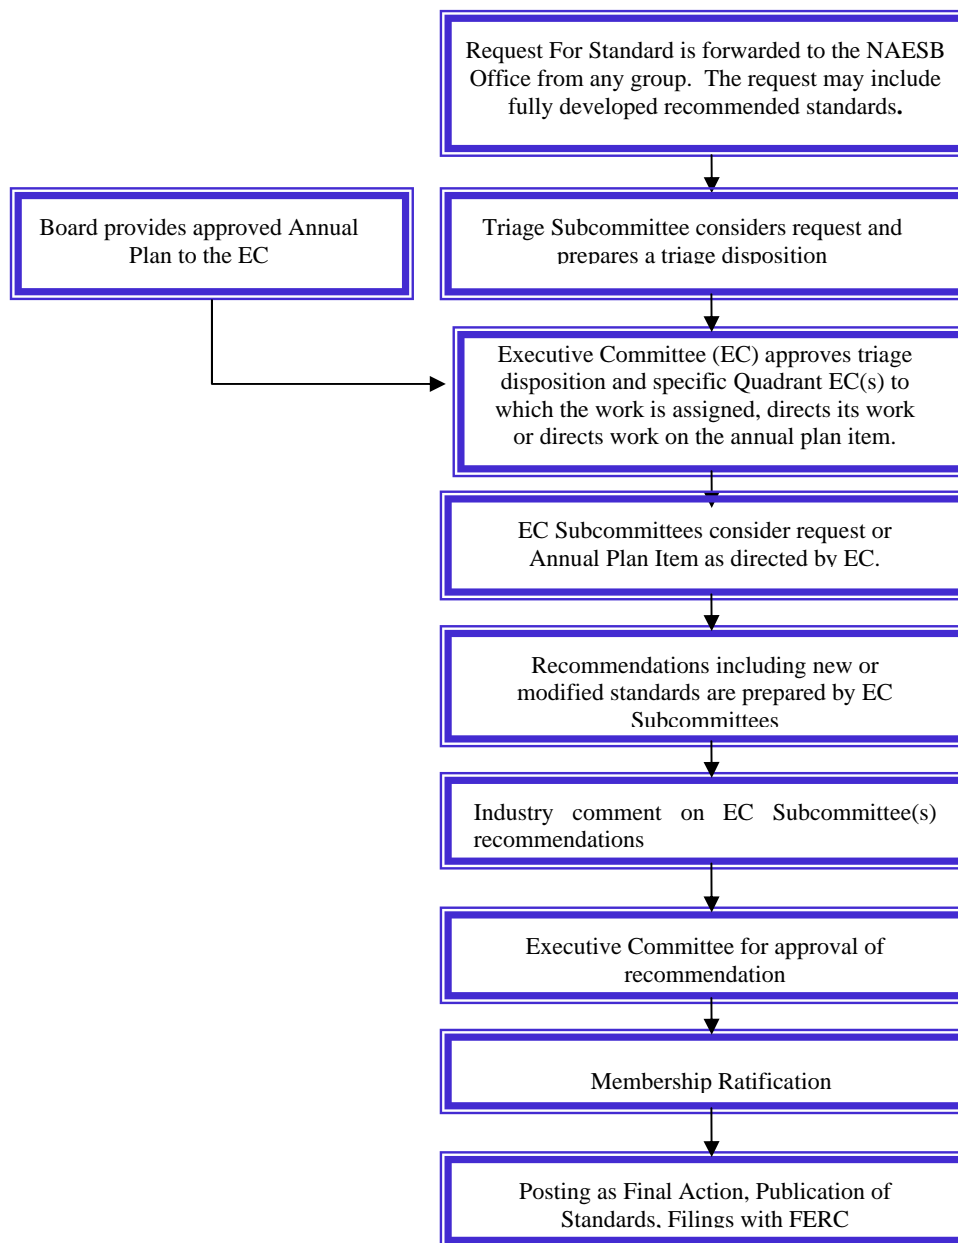 Request For Standard is forwarded to the NAESB
Office from any group.  The request may include
fully developed recommended standards.
Board provides approved Annual
Plan to the EC
Triage Subcommittee considers request and
prepares a triage disposition
Executive Committee (EC) approves triage
disposition and specific Quadrant EC(s) to
which the work is assigned, directs its work
or directs work on the annual plan item.
EC Subcommittees consider request or
Annual Plan Item as directed by EC.
Recommendations including new or
modified standards are prepared by EC
Subcommittees
Industry comment on EC Subcommittee(s)
recommendations
Executive Committee for approval of
recommendation
Membership Ratification
Posting as Final Action, Publication of
Standards, Filings with FERC